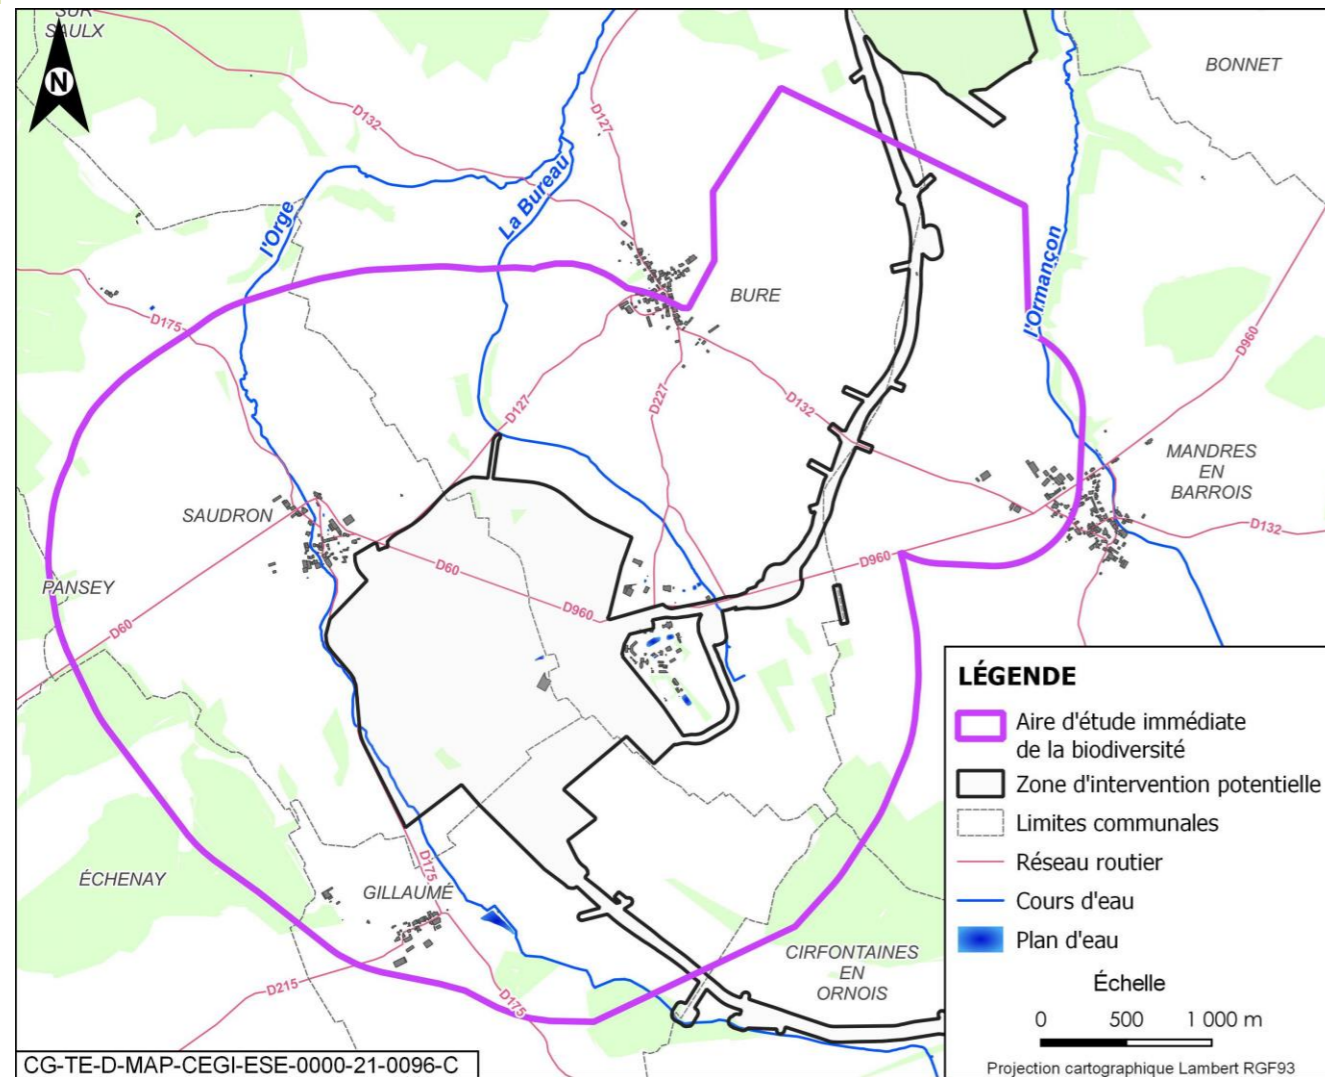 SUR
SAULX
N
BONNET
D132
D127
La Bureau
l'Orge
l'Ormançon
BURE
D175
D960
D127
D227
D132
MANDRES
EN
BARROIS
SAUDRON
D132
D960
D60
PANSEY
D960
D60
LÉGENDE
Aire d'étude immédiate
de la biodiversité
Zone d'intervention potentielle
Limites communales
Réseau routier
Cours d'eau
Plan d'eau
Échelle
0 500 1 000 m
Projection cartographique Lambert RGF93
D175
ÉCHENAY
GILLAUMÉ
CIRFONTAINES
EN
ORNOIS
D215
D175
CG-TE-D-MAP-CEGI-ESE-0000-21-0096-C